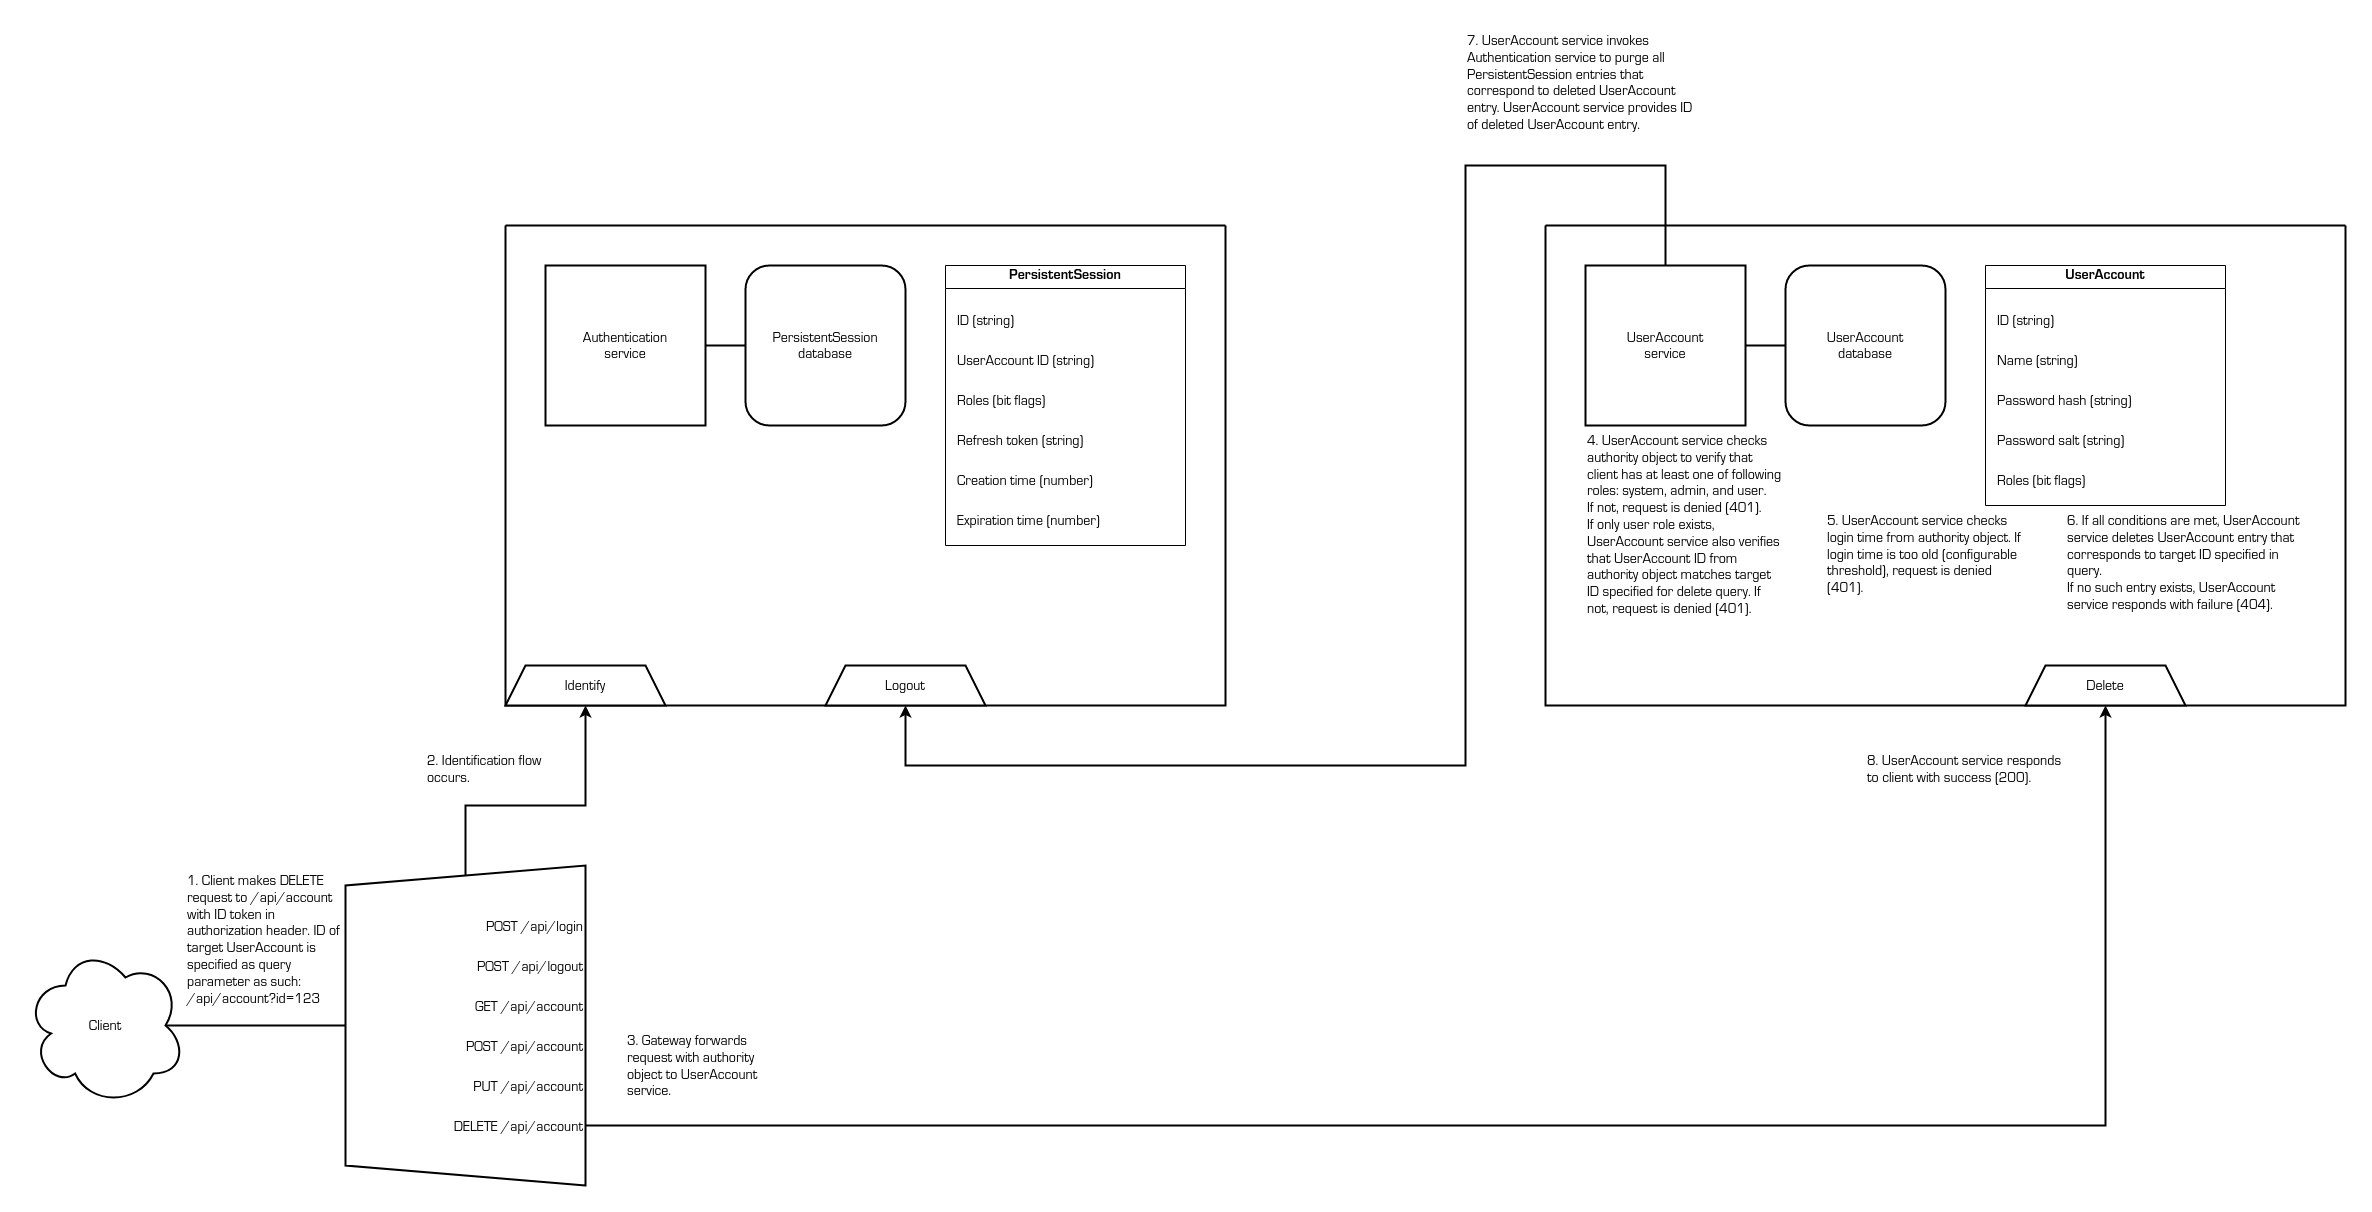 7. UserAccount service invokes
Authentication service to purge all
PersistentSession entries that
correspond to deleted UserAccount
entry. UserAccount service provides ID
of deleted UserAccount entry.
Authentication
service
PersistentSession
database
PersistentSession
ID (string)
UserAccount ID (string)
Roles (bit flags)
Refresh token (string)
Creation time (number)
Expiration time (number)
Identify
Logout
UserAccount
service
UserAccount
database
UserAccount
ID (string)
Name (string)
Password hash (string)
Password salt (string)
Roles (bit flags)
4. UserAccount service checks
authority object to verify that
client has at least one of following
roles: system, admin, and user.
If not, request is denied (401).
If only user role exists,
UserAccount service also verifies
that UserAccount ID from
authority object matches target
ID specified for delete query. If
not, request is denied (401).
5. UserAccount service checks
login time from authority object. If
login time is too old (configurable
threshold), request is denied
(401).
6. If all conditions are met, UserAccount
service deletes UserAccount entry that
corresponds to target ID specified in
query.
If no such entry exists, UserAccount
service responds with failure (404).
Delete
2. Identification flow
occurs.
8. UserAccount service responds
to client with success (200).
1. Client makes DELETE
request to /api/account
with ID token in
authorization header. ID of
target UserAccount is
specified as query
parameter as such:
/api/account?id=123
Client
POST /api/login
POST /api/logout
GET /api/account
POST /api/account
PUT /api/account
DELETE /api/account
3. Gateway forwards
request with authority
object to UserAccount
service.